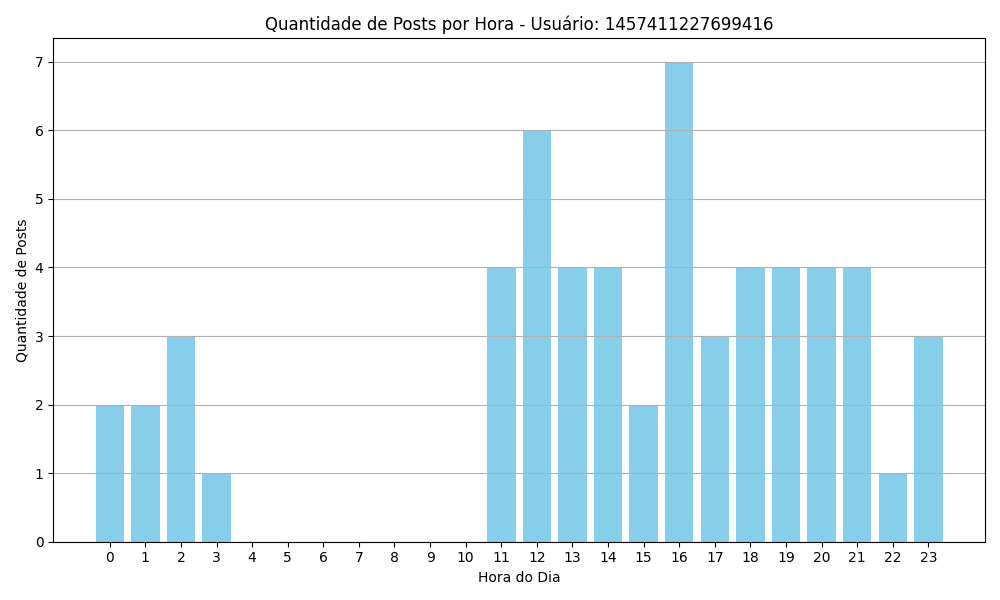 Quantidade de Posts por Hora - Usuário: 1457411227699416
Quantidade de Posts
7
6
5
4
3
2
1
0
0 1 2 3 4 5 6 7 8 9 10 11 12 13 14 15 16 17 18 19 20 21 22 23
Hora do Dia